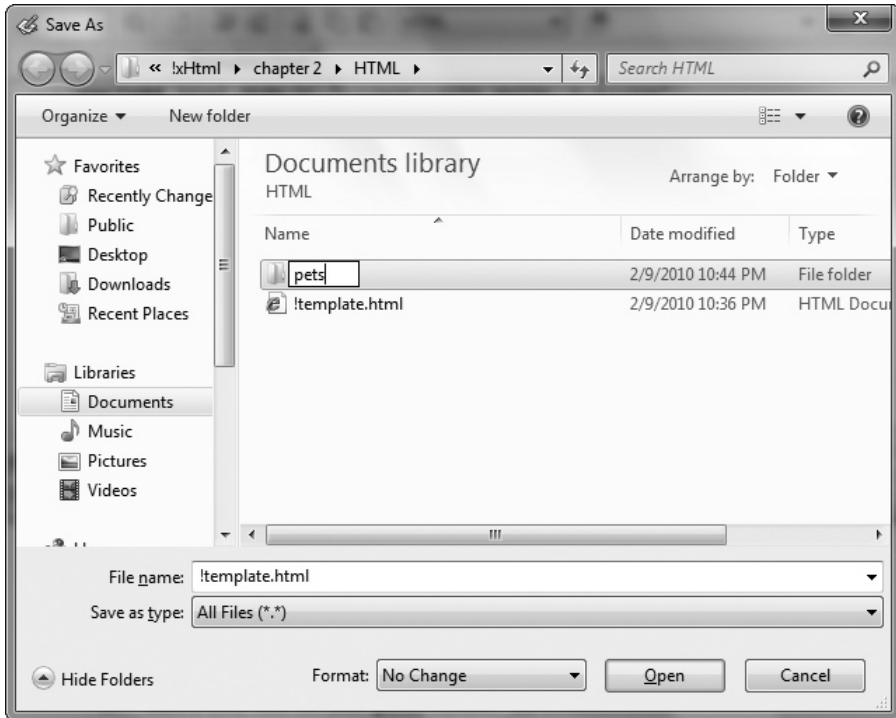 Save As
« !xHtml ▸ chapter 2 ▸ HTML ▸
Search HTML
Organize
New folder
Favorites
Recently Change
Public
Desktop
Downloads
Recent Places
Libraries
Documents
Music
Pictures
Videos
Documents library
HTML
Arrange by: Folder
Name Date modified Type
pets 2/9/2010 10:44 PM File folder
!template.html 2/9/2010 10:36 PM HTML Docu
File name: !template.html
Save as type: All Files (*.*)
Hide Folders
Format: No Change
Open
Cancel